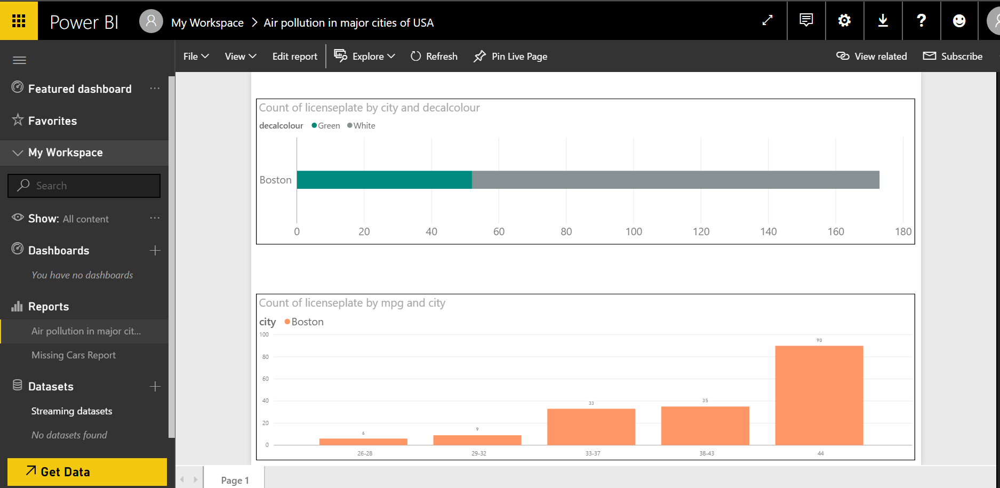 Power BI My Workspace > Air pollution in major cities of USA
File View Edit report Explore Refresh Pin Live Page View related Subscribe
Featured dashboard ...
Favorites
My Workspace
Search
Show: All content ...
Dashboards
You have no dashboards
Reports
Air pollution in major cit...
Missing Cars Report
Datasets
Streaming datasets
No datasets found
Get Data
Count of licenseplate by city and decalcolour
decalcolour Green White
Boston
0 20 40 60 80 100 120 140 160 180
Count of licenseplate by mpg and city
city Boston
100
80
60
40
20
0
6 9 33 35 90
26-28 29-32 33-37 38-43 44
Page 1